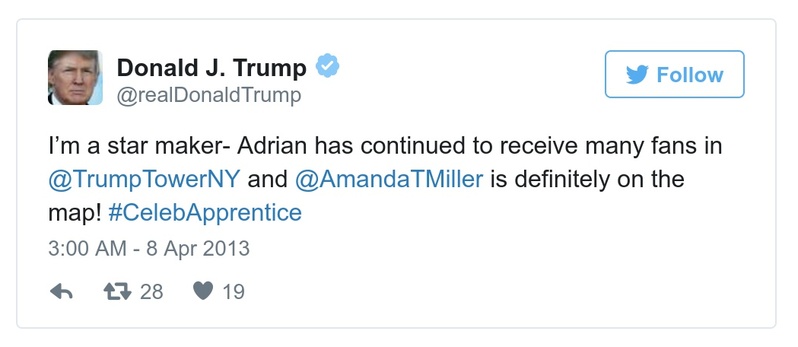 Donald J. Trump
@realDonaldTrump
Follow
I’m a star maker- Adrian has continued to receive many fans in
@TrumpTowerNY and @AmandaTMiller is definitely on the
map! #CelebApprentice
3:00 AM - 8 Apr 2013
28 19